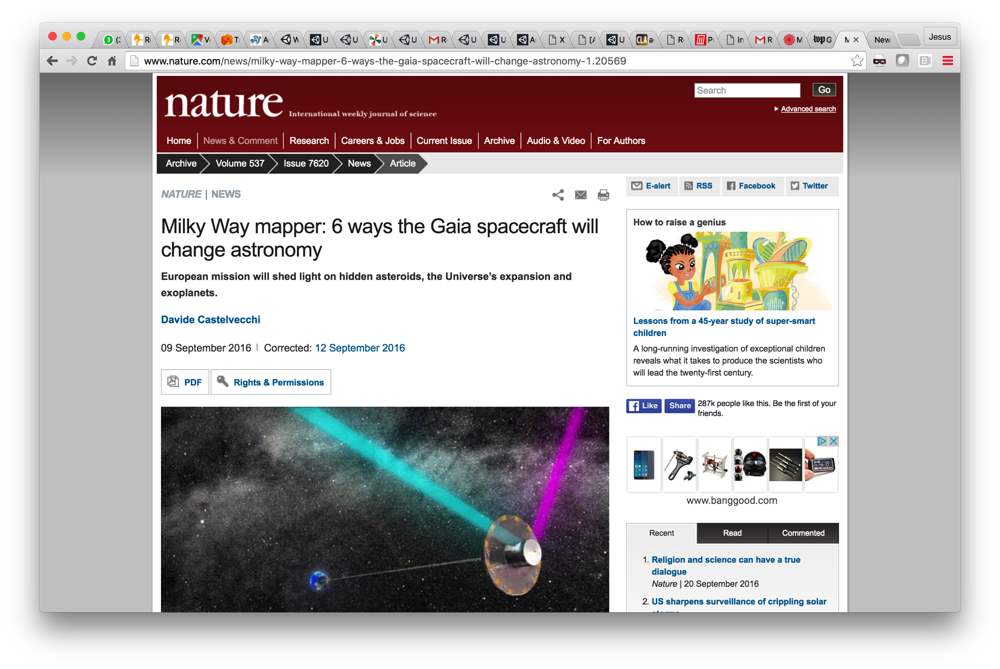 Jesus
New
www.nature.com/news/milky-way-mapper-6-ways-the-gaia-spacecraft-will-change-astronomy-1.20569
nature International weekly journal of science
Search Go
Advanced search
Home News & Comment Research Careers & Jobs Current Issue Archive Audio & Video For Authors
Archive Volume 537 Issue 7620 News Article
NATURE | NEWS
Milky Way mapper: 6 ways the Gaia spacecraft will
change astronomy
European mission will shed light on hidden asteroids, the Universe’s expansion and
exoplanets.
Davide Castelvecchi
09 September 2016 | Corrected: 12 September 2016
PDF Rights & Permissions
E-alert RSS Facebook Twitter
How to raise a genius
Lessons from a 45-year study of super-smart
children
A long-running investigation of exceptional children
reveals what it takes to produce the scientists who
will lead the twenty-first century.
Like Share 287k people like this. Be the first of your
friends.
www.banggood.com
Recent Read Commented
1. Religion and science can have a true
dialogue
Nature | 20 September 2016
2. US sharpens surveillance of crippling solar